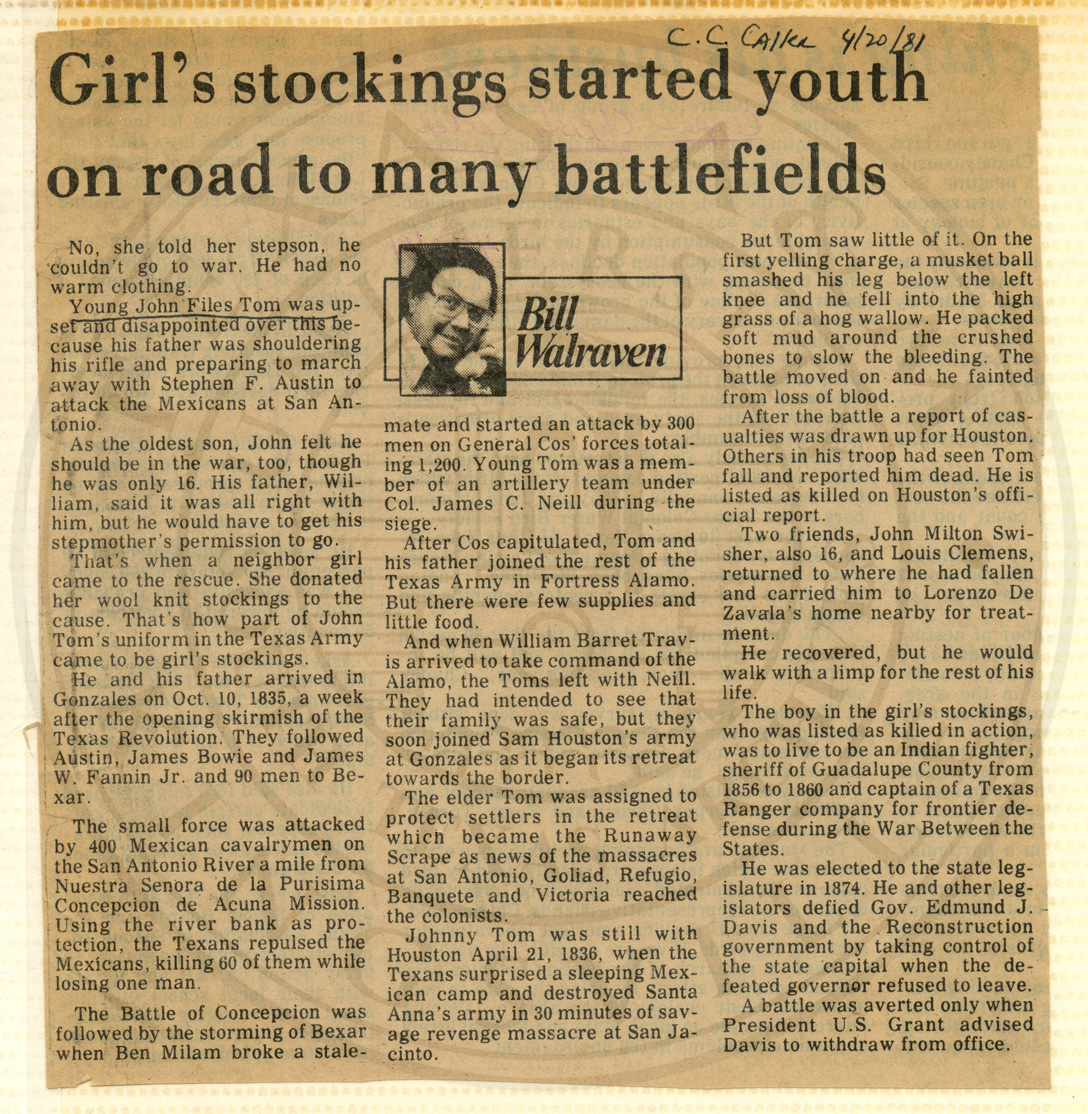 C.C. Caller 4/20/81
Girl's stockings started youth
on road to many battlefields
No, she told her stepson, he
couldn't go to war. He had no
warm clothing.
Young John Files Tom was up-
set and disappointed over this be-
cause his father was shouldering
his rifle and preparing to march
away with Stephen F. Austin to
attack the Mexicans at San An-
tonio.
As the oldest son, John felt he
should be in the war, too, though
he was only 16. His father, Wil-
liam, said it was all right with
him, but he would have to get his
stepmother's permission to go.
That's when a neighbor girl
came to the rescue. She donated
her wool knit stockings to the
cause. That's how part of John
Tom's uniform in the Texas Army
came to be girl's stockings.
He and his father arrived in
Gonzales on Oct. 10, 1835, a week
after the opening skirmish of the
Texas Revolution. They followed
Austin, James Bowie and James
W. Fannin Jr. and 90 men to Be-
xar.
The small force was attacked
by 400 Mexican cavalrymen on
the San Antonio River a mile from
Nuestra Senora de la Purisima
Concepcion de Acuna Mission.
Using the river bank as pro-
tection, the Texans repulsed the
Mexicans, killing 60 of them while
losing one man.
The Battle of Concepcion was
followed by the storming of Bexar
when Ben Milam broke a stale-
Bill
Walraven
mate and started an attack by 300
men on General Cos' forces total-
ing 1,200. Young Tom was a mem-
ber of an artillery team under
Col. James C. Neill during the
siege.
After Cos capitulated, Tom and
his father joined the rest of the
Texas Army in Fortress Alamo.
But there were few supplies and
little food.
And when William Barret Trav-
is arrived to take command of the
Alamo, the Toms left with Neill.
They had intended to see that
their family was safe, but they
soon joined Sam Houston's army
at Gonzales as it began its retreat
towards the border.
The elder Tom was assigned to
protect settlers in the retreat
which became the Runaway
Scrape as news of the massacres
at San Antonio, Goliad, Refugio,
Banquete and Victoria reached
the colonists.
Johnny Tom was still with
Houston April 21, 1836, when the
Texans surprised a sleeping Mex-
ican camp and destroyed Santa
Anna's army in 30 minutes of sav-
age revenge massacre at San Ja-
cinto.
But Tom saw little of it. On the
first yelling charge, a musket ball
smashed his leg below the left
knee and he fell into the high
grass of a hog wallow. He packed
soft mud around the crushed
bones to slow the bleeding. The
battle moved on and he fainted
from loss of blood.
After the battle a report of cas-
ualties was drawn up for Houston.
Others in his troop had seen Tom
fall and reported him dead. He is
listed as killed on Houston's offi-
cial report.
Two friends, John Milton Swi-
sher, also 16, and Louis Clemens,
returned to where he had fallen
and carried him to Lorenzo De
Zavala's home nearby for treat-
ment.
He recovered, but he would
walk with a limp for the rest of his
life.
The boy in the girl's stockings,
who was listed as killed in action,
was to live to be an Indian fighter,
sheriff of Guadalupe County from
1856 to 1860 and captain of a Texas
Ranger company for frontier de-
fense during the War Between the
States.
He was elected to the state leg-
islature in 1874. He and other leg-
islators defied Gov. Edmund J.
Davis and the Reconstruction
government by taking control of
the state capital when the de-
feated governor refused to leave.
A battle was averted only when
President U.S. Grant advised
Davis to withdraw from office.